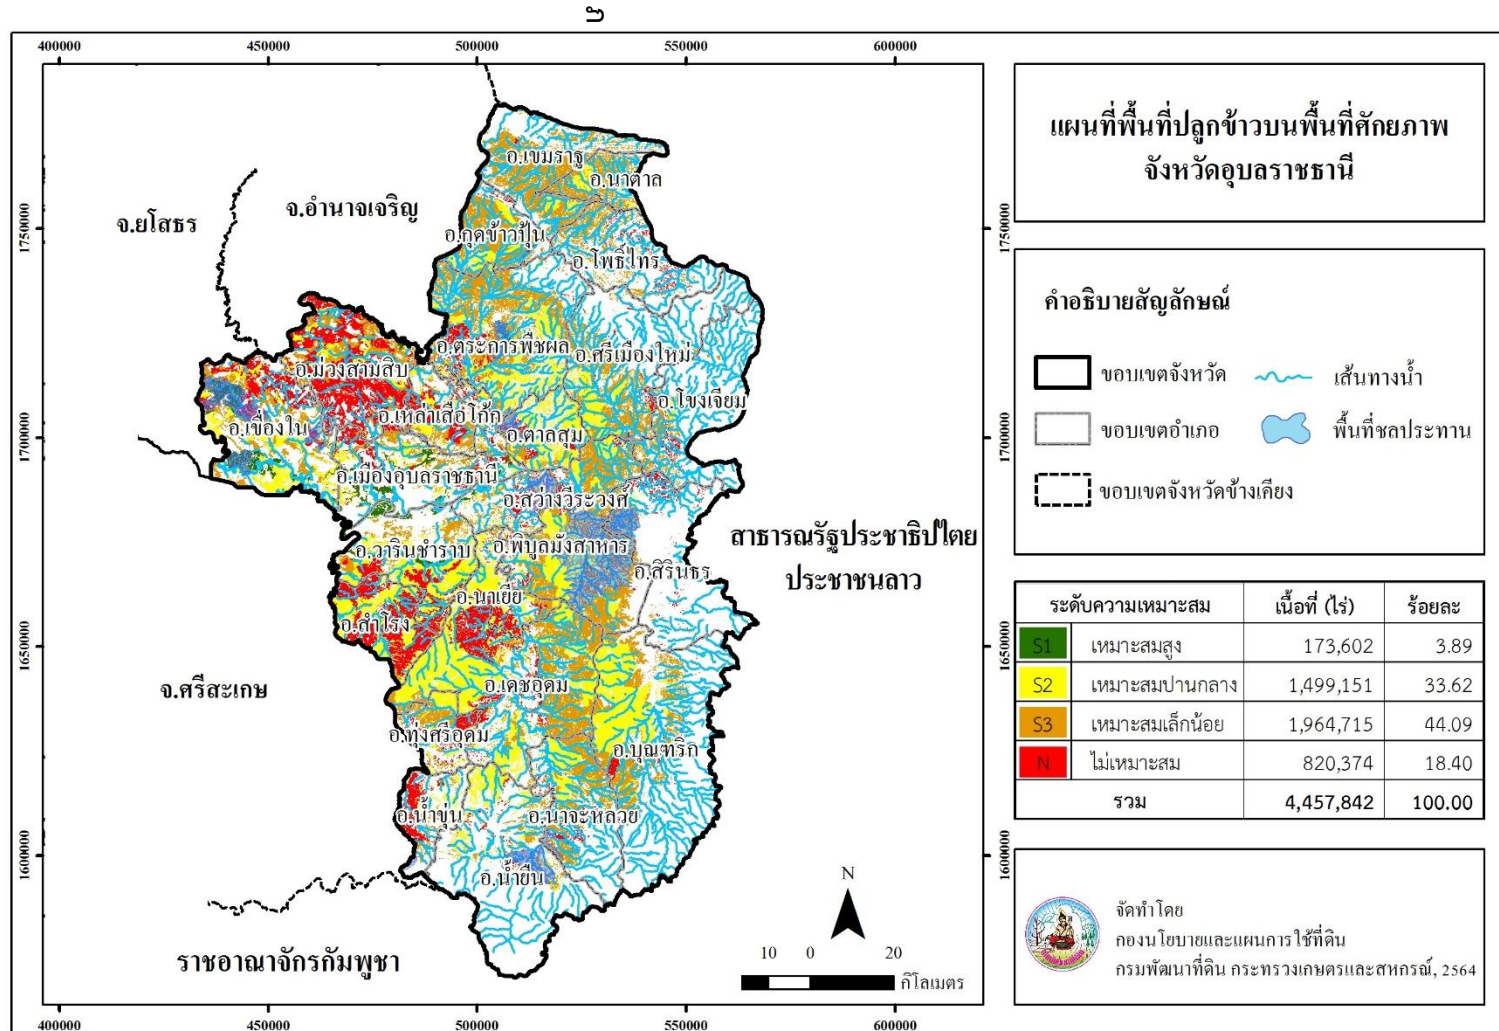 ฎ
400000 450000 500000 550000 600000
แผนที่พื้นที่ปลูกข้าวบนพื้นที่ศักยภาพ
จังหวัดอุบลราชธานี
1750000 1750000
1700000 1700000
1650000 1650000
1600000 1600000
จ.ยโสธร
จ.อำนาจเจริญ
อ.เขมราฐ
อ.นาตาล
อ.กุดข้าวปุ้น
อ.โพธิ์ไทร
อ.ตระการพืชผล
อ.ศรีเมืองใหม่
อ.ม่วงสามสิบ
อ.โขงเจียม
อ.เหล่าเสือโก้ก
อ.เขื่องใน
อ.ตาลสุม
อ.เมืองอุบลราชธานี
อ.สว่างวีระวงศ์
อ.วารินชำราบ
อ.พิบูลมังสาหาร
สาธารณรัฐประชาธิปไตย
ประชาชนลาว
อ.สิรินธร
อ.นาเยีย
อ.สำโรง
จ.ศรีสะเกษ
อ.เดชอุดม
อ.ทุ่งศรีอุดม
อ.บุณฑริก
อ.น้ำขุ่น
อ.นาจะหลวย
อ.น้ำยืน
ราชอาณาจักรกัมพูชา
N
10 0 20
กิโลเมตร
400000 450000 500000 550000 600000
คำอธิบายสัญลักษณ์
ขอบเขตจังหวัด เส้นทางน้ำ
ขอบเขตอำเภอ พื้นที่ชลประทาน
ขอบเขตจังหวัดข้างเคียง
ระดับความเหมาะสม เนื้อที่ (ไร่) ร้อยละ
S1 เหมาะสมสูง 173,602 3.89
S2 เหมาะสมปานกลาง 1,499,151 33.62
S3 เหมาะสมเล็กน้อย 1,964,715 44.09
N ไม่เหมาะสม 820,374 18.40
รวม 4,457,842 100.00
จัดทำโดย
กองนโยบายและแผนการใช้ที่ดิน
กรมพัฒนาที่ดิน กระทรวงเกษตรและสหกรณ์, 2564